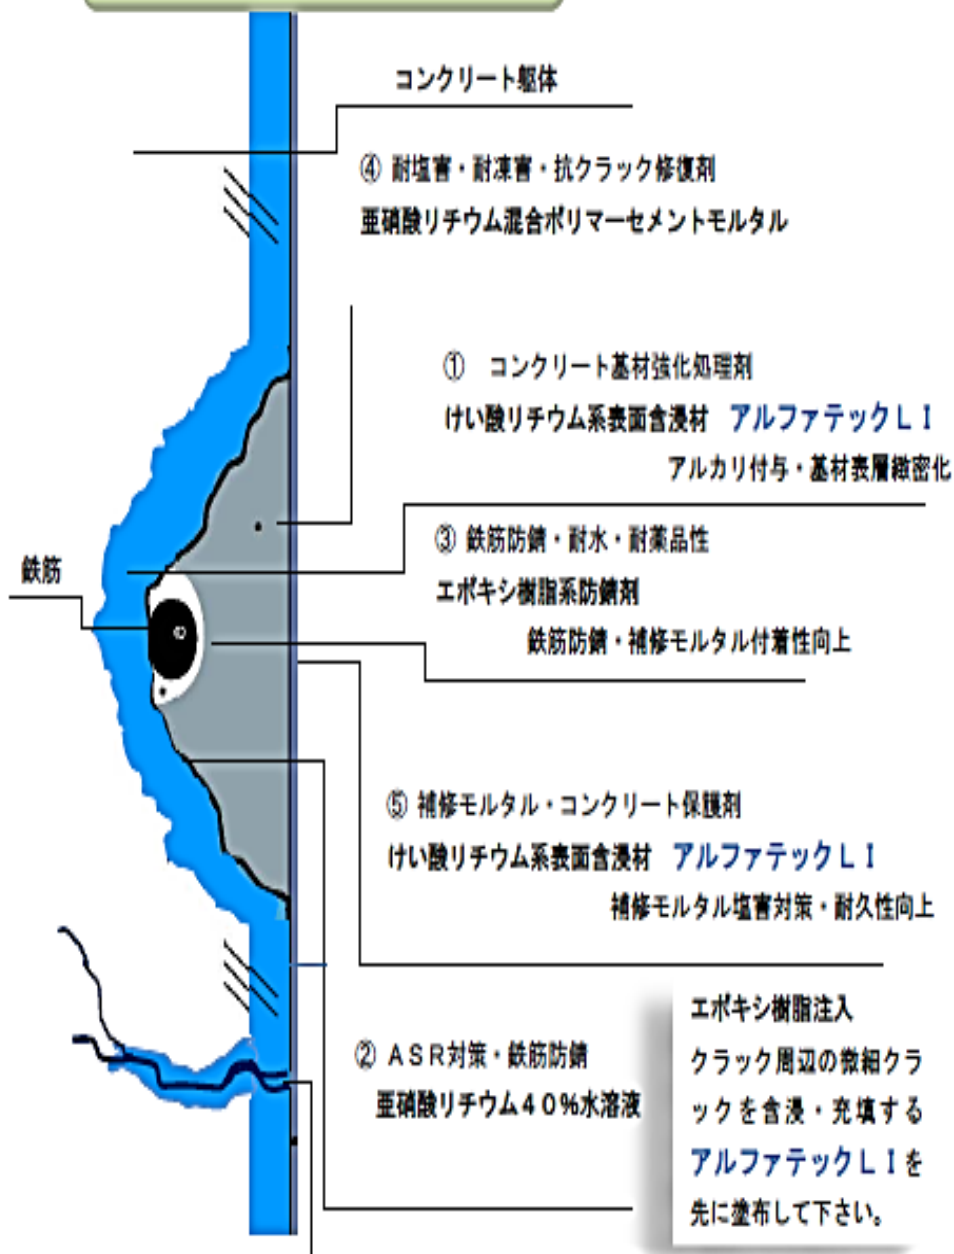 コンクリート躯体
④ 耐塩害・耐凍害・抗クラック修復剤
亜硝酸リチウム混合ポリマーセメントモルタル
① コンクリート基材強化処理剤
けい酸リチウム系表面含浸材 アルファテックＬＩ
アルカリ付与・基材表層緻密化
③ 鉄筋防錆・耐水・耐薬品性
エポキシ樹脂系防錆剤
鉄筋防錆・補修モルタル付着性向上
鉄筋
⑤ 補修モルタル・コンクリート保護剤
けい酸リチウム系表面含浸材 アルファテックＬＩ
補修モルタル塩害対策・耐久性向上
② ＡＳＲ対策・鉄筋防錆
亜硝酸リチウム４０％水溶液
エポキシ樹脂注入
クラック周辺の微細クラ
ックを含浸・充填する
アルファテックＬＩを
先に塗布して下さい。